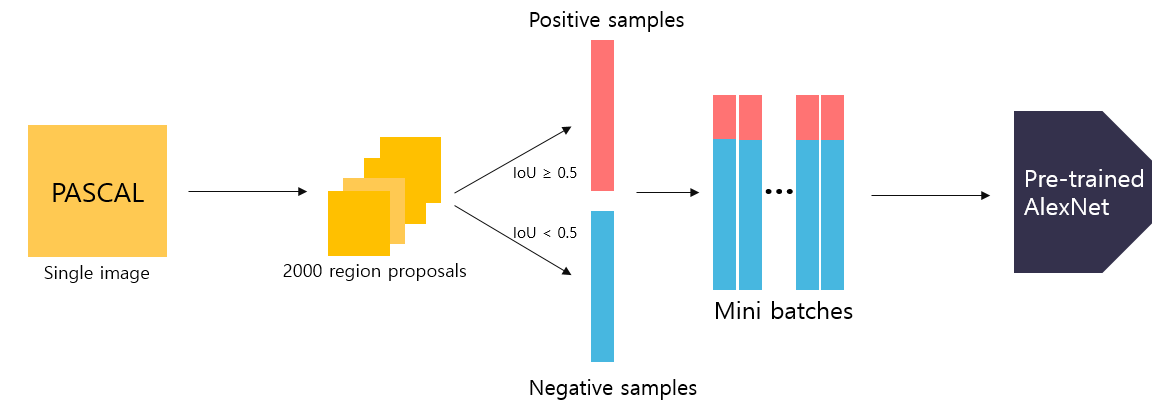 PASCAL
Single image
2000 region proposals
IoU ≥ 0.5
IoU < 0.5
Positive samples
Negative samples
Mini batches
Pre-trained
AlexNet